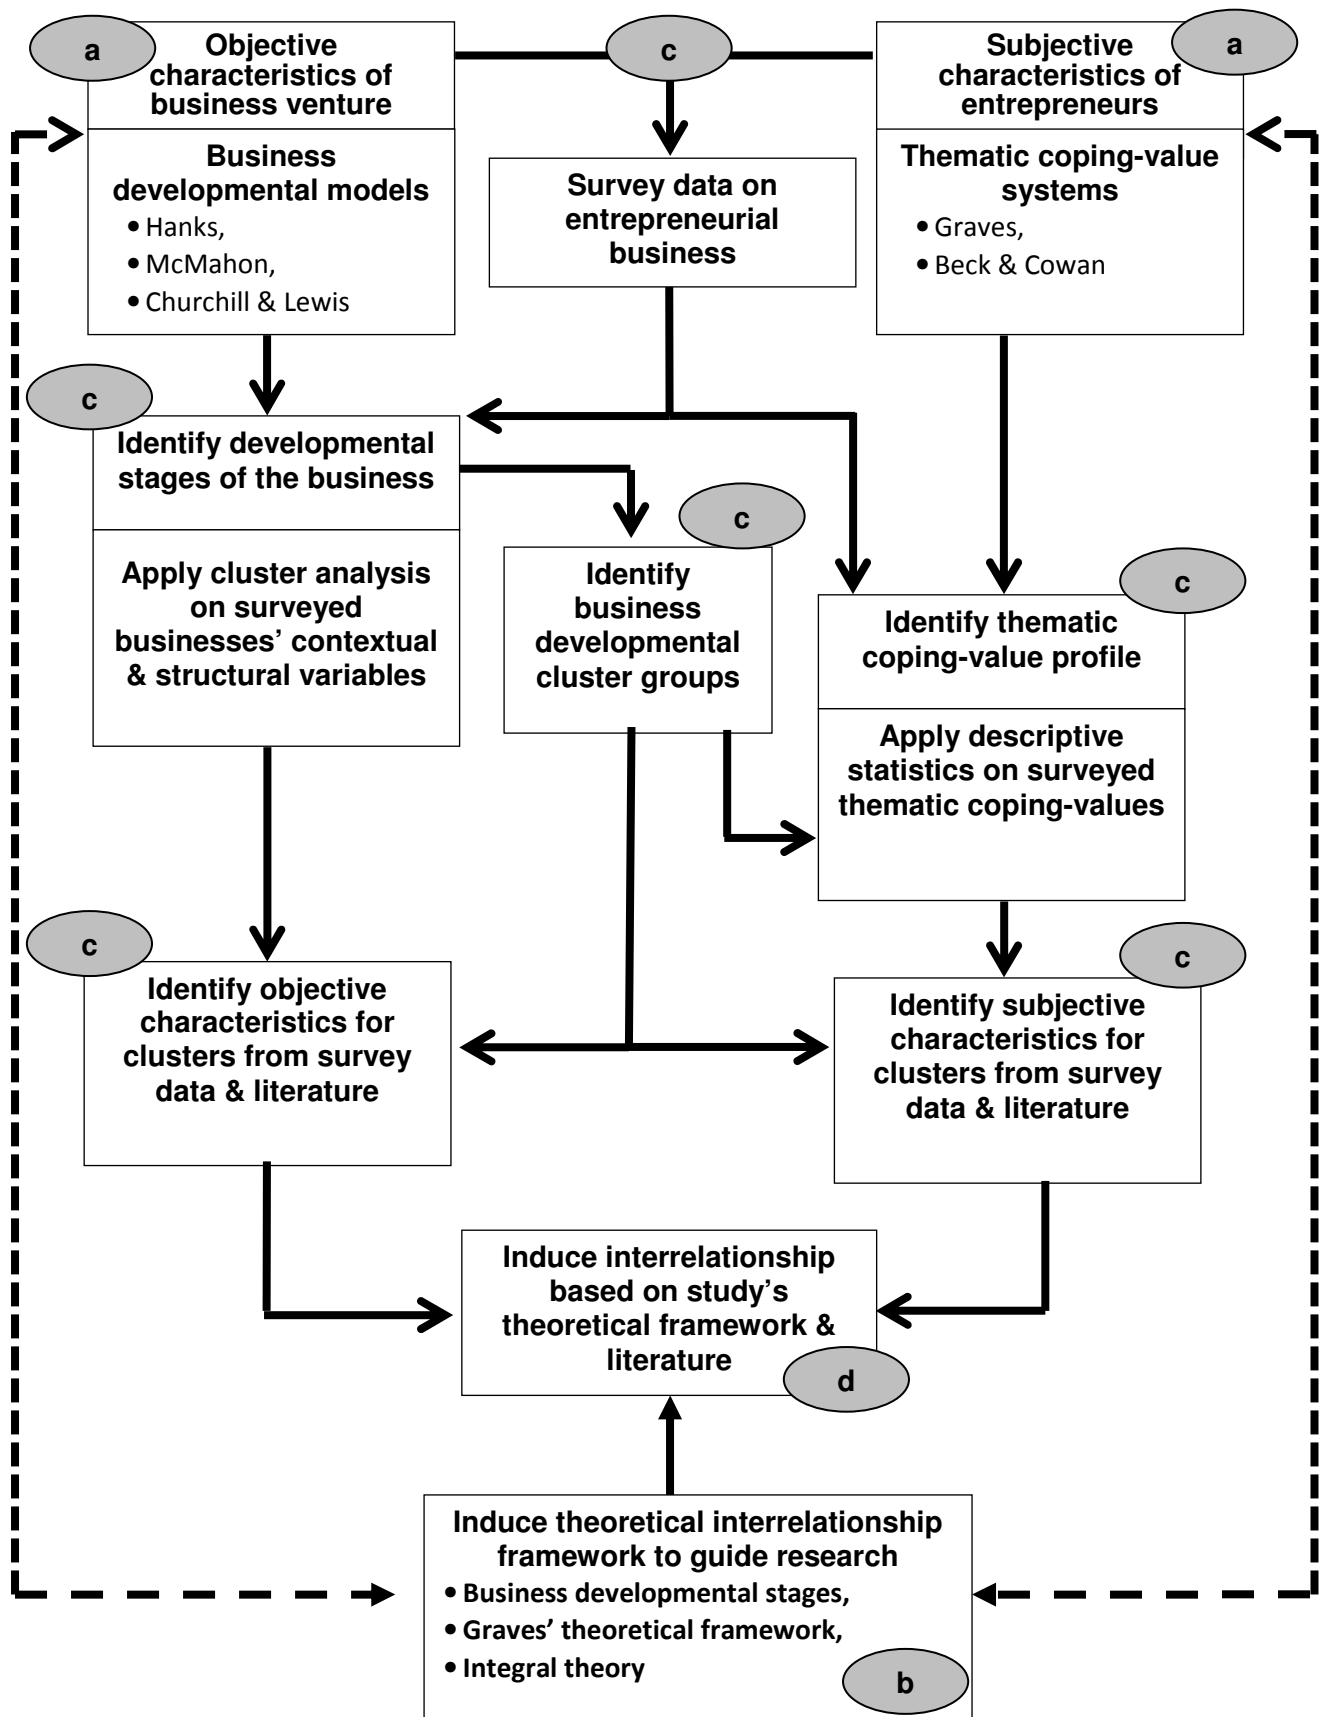 a
Objective
characteristics of
business venture
c
Subjective
characteristics of
entrepreneurs
a
Business
developmental models
• Hanks,
• McMahon,
• Churchill & Lewis
Survey data on
entrepreneurial
business
Thematic coping-value
systems
• Graves,
• Beck & Cowan
c
Identify developmental
stages of the business
Apply cluster analysis
on surveyed
businesses’ contextual
& structural variables
c
Identify
business
developmental
cluster groups
c
Identify thematic
coping-value profile
Apply descriptive
statistics on surveyed
thematic coping-values
c
Identify objective
characteristics for
clusters from survey
data & literature
c
Identify subjective
characteristics for
clusters from survey
data & literature
Induce interrelationship
based on study’s
theoretical framework &
literature
d
Induce theoretical interrelationship
framework to guide research
• Business developmental stages,
• Graves’ theoretical framework,
• Integral theory
b